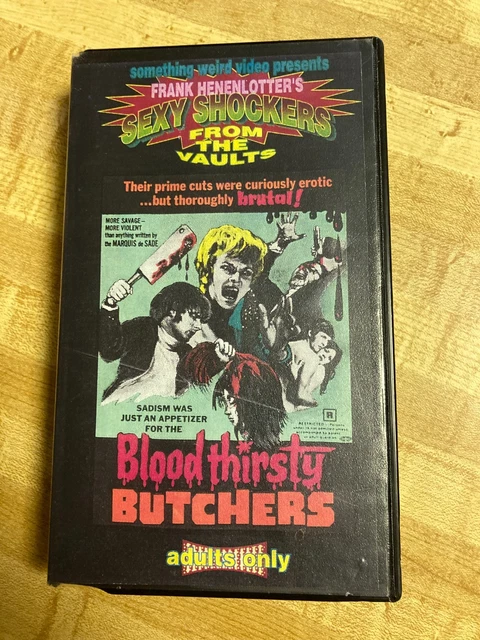 something weird video presents
FRANK HENENLOTTER'S
SEXY SHOCKERS
FROM
THE
VAULTS
Their prime cuts were curiously erotic
...but thoroughly brutal!
MORE SAVAGE–
MORE VIOLENT
than anything written by
the MARQUIS de SADE
SADISM WAS
JUST AN APPETIZER
FOR THE
R
RESTRICTED
Bloodthirsty
BUTCHERS
adults only